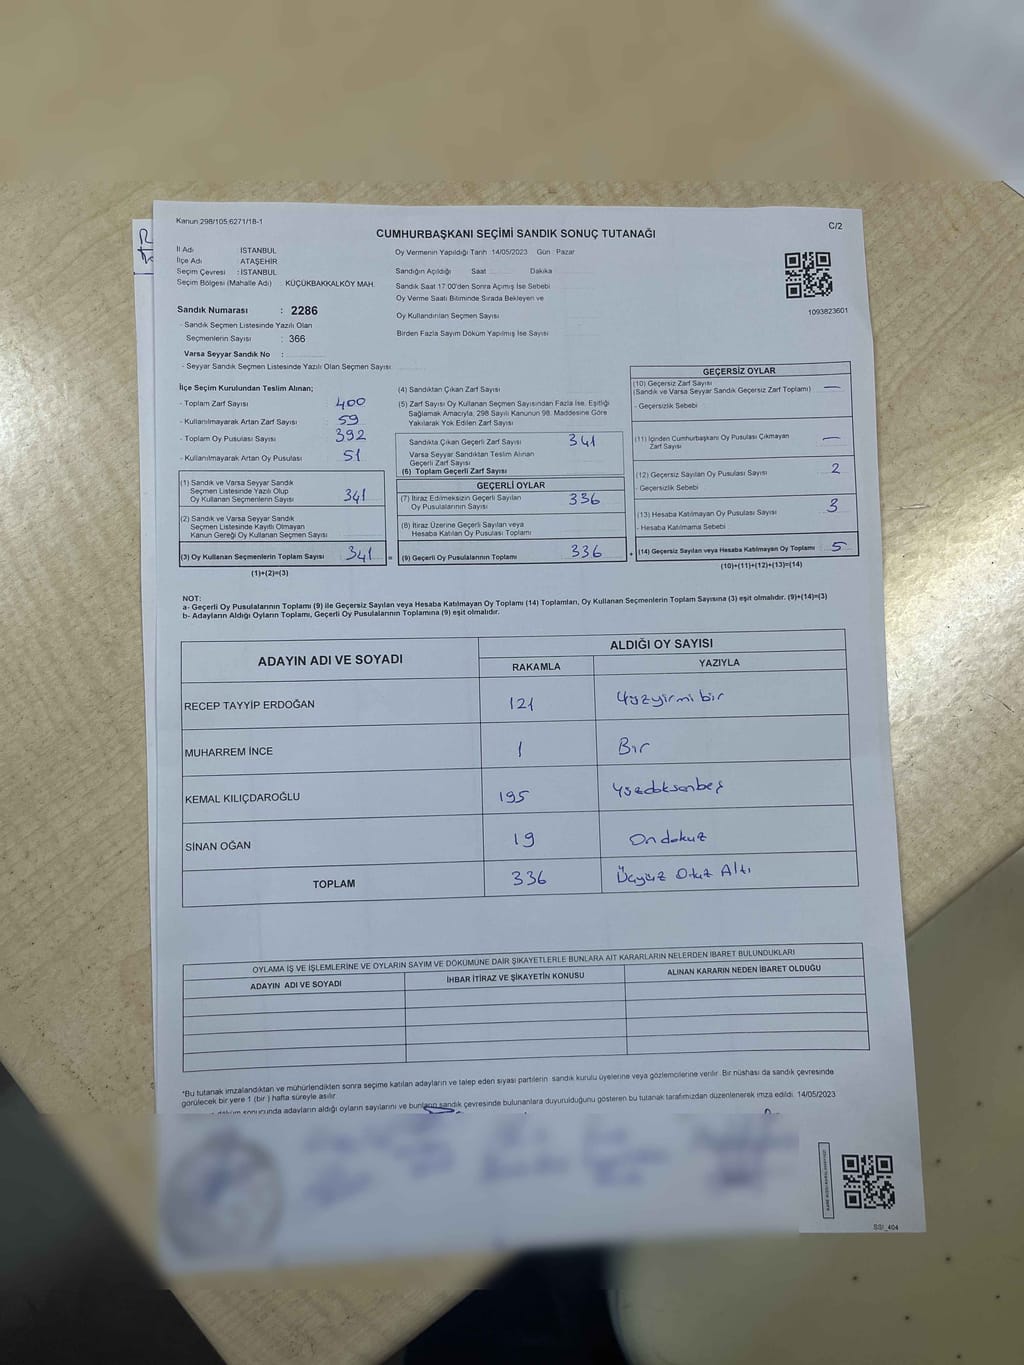 Kanun 298/105,6271/18-1
C/2
CUMHURBAŞKANI SEÇİMİ SANDIK SONUÇ TUTANAĞI
İl Adı İSTANBUL
İlçe Adı ATAŞEHİR
Seçim Çevresi : İSTANBUL
Seçim Bölgesi (Mahalle Adı) : KÜÇÜKBAKKALKÖY MAH.
Sandık Numarası : 2286
- Sandık Seçmen Listesinde Yazılı Olan
Seçmenlerin Sayısı : 366
Varsa Seyyar Sandık No :
- Seyyar Sandık Seçmen Listesinde Yazılı Olan Seçmen Sayısı
Oy Vermenin Yapıldığı Tarih 14/05/2023 Gün : Pazar
Sandığın Açıldığı Saat Dakika
Sandık Saat 17:00'den Sonra Açımış İse Sebebi
Oy Verme Saati Bitiminde Sırada Bekleyen ve
Oy Kullandırılan Seçmen Sayısı
Birden Fazla Sayım Döküm Yapılmış İse Sayısı
1093823601
İlçe Seçim Kurulundan Teslim Alınan;
- Toplam Zarf Sayısı 400
- Kullanılmayarak Artan Zarf Sayısı 59
- Toplam Oy Pusulası Sayısı 392
- Kullanılmayarak Artan Oy Pusulası 51
(1) Sandık ve Varsa Seyyar Sandık
Seçmen Listesinde Yazılı Olup
Oy Kullanan Seçmenlerin Sayısı 341
(2) Sandık ve Varsa Seyyar Sandık
Seçmen Listesinde Kayıtlı Olmayan
Kanun Gereği Oy Kullanan Seçmen Sayısı
(3) Oy Kullanan Seçmenlerin Toplam Sayısı 341 =
(1)+(2)=(3)
(4) Sandıktan Çıkan Zarf Sayısı
(5) Zarf Sayısı Oy Kullanan Seçmen Sayısından Fazla İse, Eşitliği
Sağlamak Amacıyla, 298 Sayılı Kanunun 98. Maddesine Göre
Yakılarak Yok Edilen Zarf Sayısı
Sandıkta Çıkan Geçerli Zarf Sayısı 341
Varsa Seyyar Sandıktan Teslim Alınan
Geçerli Zarf Sayısı
(6) Toplam Geçerli Zarf Sayısı
GEÇERLİ OYLAR
(7) İtiraz Edilmeksizin Geçerli Sayılan
Oy Pusulalarının Sayısı 336
(8) İtiraz Üzerine Geçerli Sayılan veya
Hesaba Katılan Oy Pusulası Toplamı
(9) Geçerli Oy Pusulalarının Toplamı 336 +
GEÇERSİZ OYLAR
(10) Geçersiz Zarf Sayısı
(Sandık ve Varsa Seyyar Sandık Geçersiz Zarf Toplamı) —
- Geçersizlik Sebebi
(11) İçinden Cumhurbaşkanı Oy Pusulası Çıkmayan
Zarf Sayısı —
(12) Geçersiz Sayılan Oy Pusulası Sayısı 2
- Geçersizlik Sebebi
(13) Hesaba Katılmayan Oy Pusulası Sayısı 3
- Hesaba Katılmama Sebebi
(14) Geçersiz Sayılan veya Hesaba Katılmayan Oy Toplamı 5
(10)+(11)+(12)+(13)=(14)
NOT:
a- Geçerli Oy Pusulalarının Toplamı (9) ile Geçersiz Sayılan veya Hesaba Katılmayan Oy Toplamı (14) Toplamları, Oy Kullanan Seçmenlerin Toplam Sayısına (3) eşit olmalıdır. (9)+(14)=(3)
b- Adayların Aldığı Oyların Toplamı, Geçerli Oy Pusulalarının Toplamına (9) eşit olmalıdır.
ADAYIN ADI VE SOYADI ALDIĞI OY SAYISI
RAKAMLA YAZIYLA
RECEP TAYYİP ERDOĞAN 121 Yüzyirmi bir
MUHARREM İNCE 1 Bir
KEMAL KILIÇDAROĞLU 195 Yüzdoksanbeş
SİNAN OĞAN 19 Ondokuz
TOPLAM 336 Üçyüz Otuz Altı
OYLAMA İŞ VE İŞLEMLERİNE VE OYLARIN SAYIM VE DÖKÜMÜNE DAİR ŞİKAYETLERLE BUNLARA AİT KARARLARIN NELERDEN İBARET BULUNDUKLARI
ADAYIN ADI VE SOYADI İHBAR İTİRAZ VE ŞİKAYETİN KONUSU ALINAN KARARIN NEDEN İBARET OLDUĞU
*Bu tutanak imzalandıktan ve mühürlendikten sonra seçime katılan adayların ve talep eden siyasi partilerin sandık kurulu üyelerine veya gözlemcilerine verilir. Bir nüshası da sandık çevresinde
görülecek bir yere 1 (bir ) hafta süreyle asılır
döküm sonucunda adayların aldığı oyların sayılarını ve bunların sandık çevresinde bulunanlara duyurulduğunu gösteren bu tutanak tarafımızdan düzenlenerek imza edildi. 14/05/2023
SSI_404